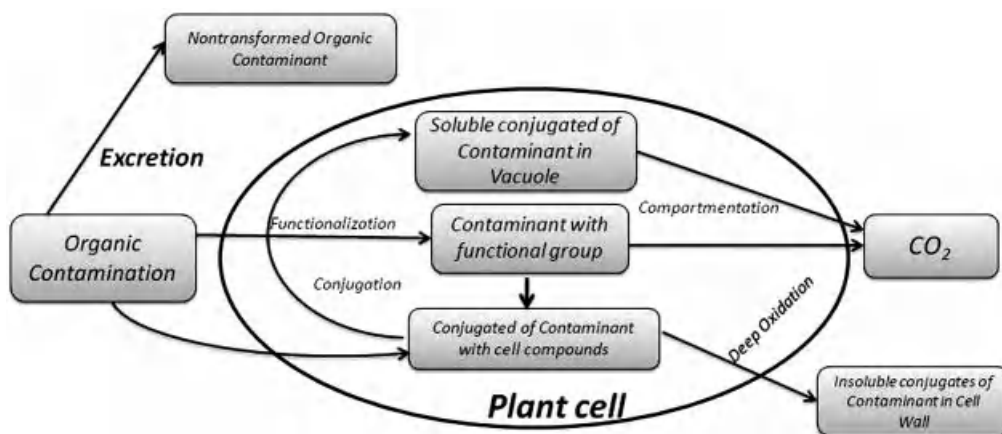 Nontransformed Organic
Contaminant
Excretion
Soluble conjugated of
Contaminant in
Vacuole
Functionalization
Compartmentation
Organic
Contamination
Contaminant with
functional group
CO₂
Conjugation
Conjugated of Contaminant
with cell compounds
Deep Oxidation
Plant cell
Insoluble conjugates of
Contaminant in Cell
Wall